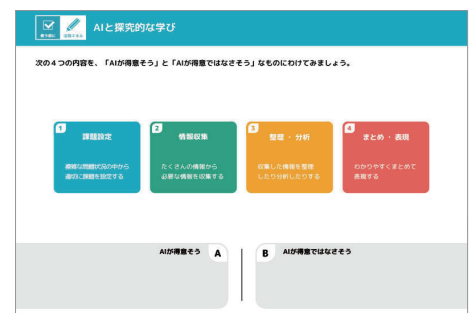 AIと探究的な学び
次の4つの内容を、「AIが得意そう」と「AIが得意ではなさそう」なものにわけてみましょう。
1
課題設定
複雑な問題状況の中から
適切に課題を設定する
2
情報収集
たくさんの情報から
必要な情報を収集する
3
整理・分析
収集した情報を整理
したり分析したりする
4
まとめ・表現
わかりやすくまとめて
表現する
AIが得意そう A
B AIが得意ではなさそう